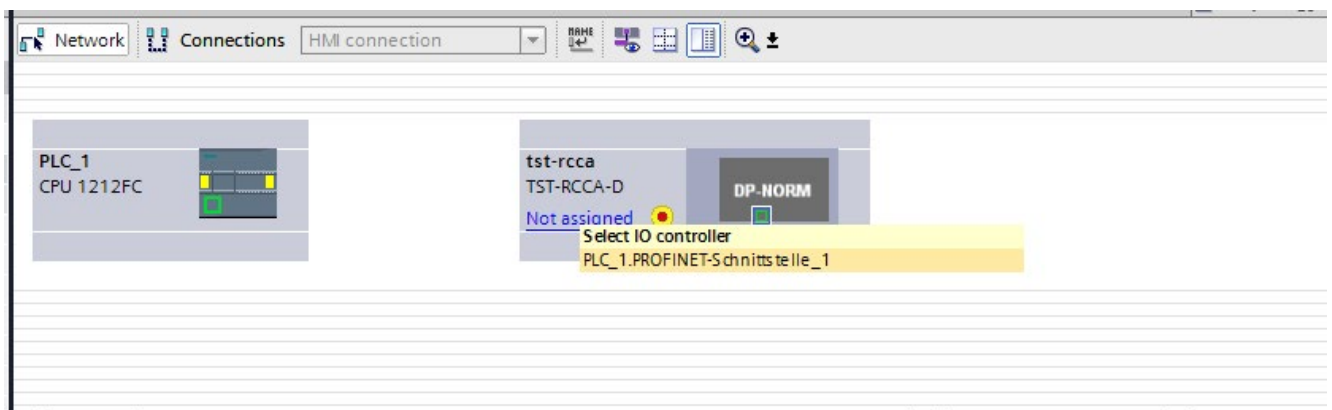 Network Connections HMI connection NAME
PLC_1
CPU 1212FC
tst-rcca
TST-RCCA-D
DP-NORM
Not assigned
Select IO controller
PLC_1.PROFINET-Schnittstelle_1